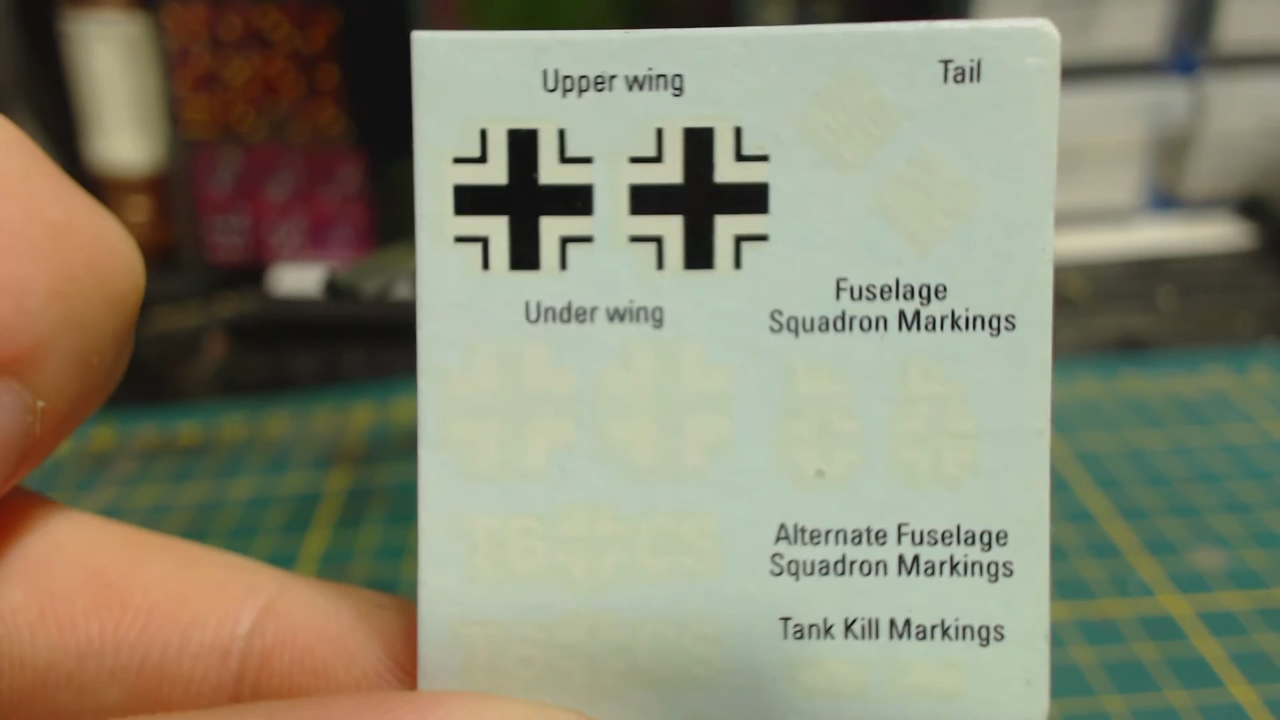 Upper wing
Tail
Under wing
Fuselage
Squadron Markings
Alternate Fuselage
Squadron Markings
Tank Kill Markings